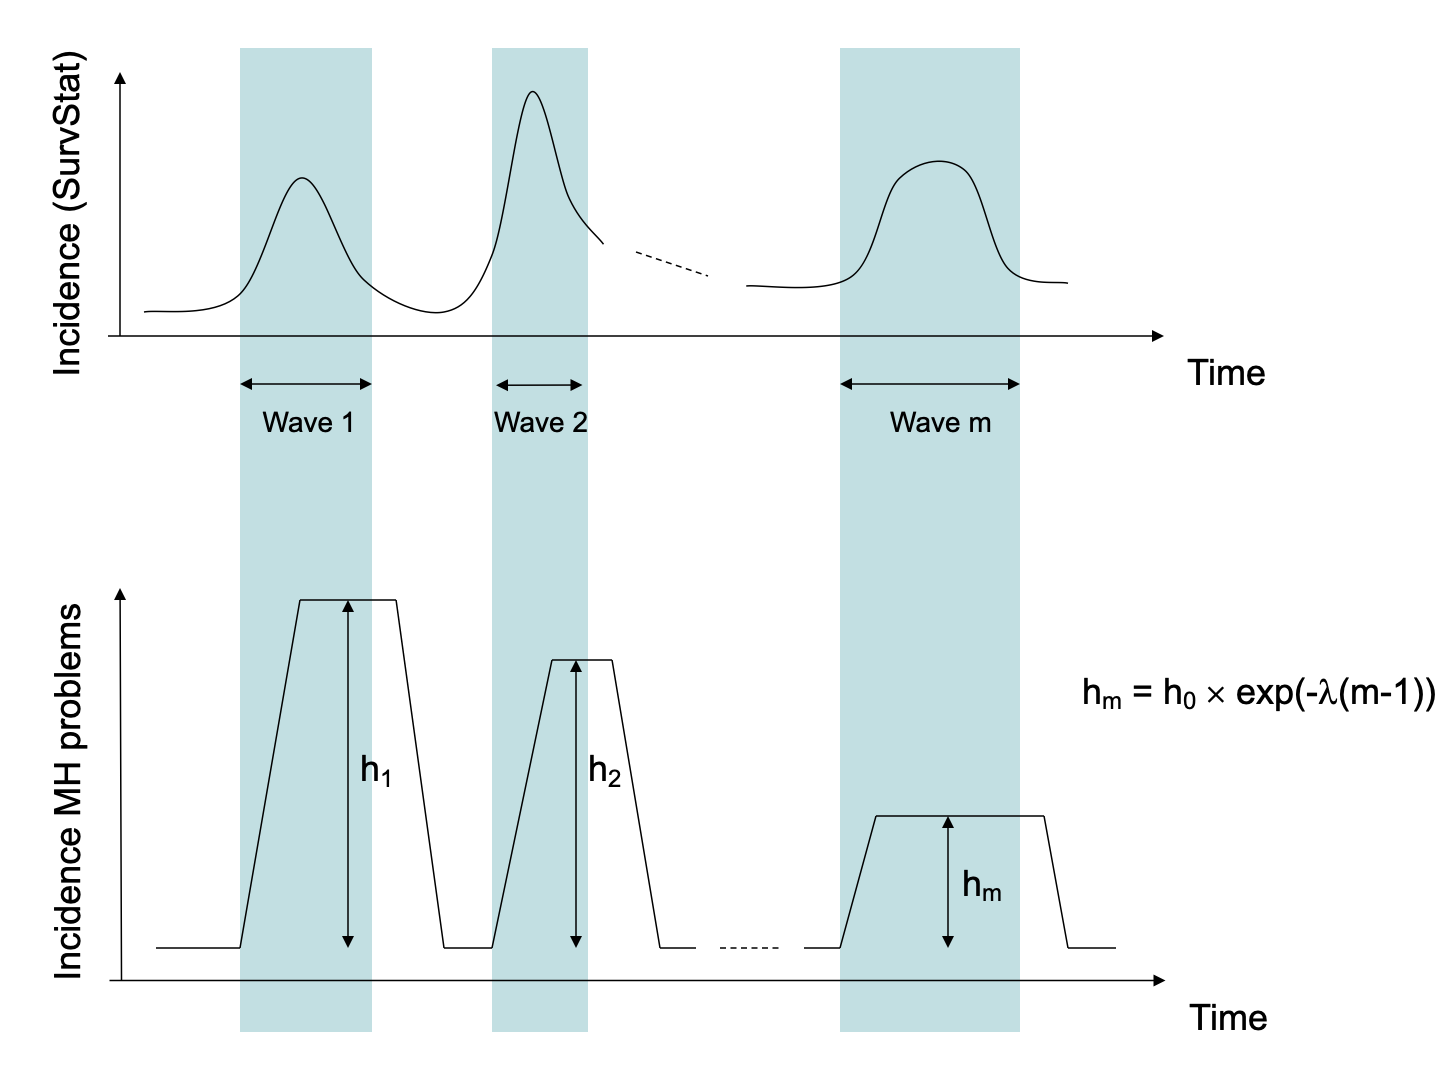 Incidence (SurvStat)
Time
Wave 1
Wave 2
Wave m
Incidence MH problems
h₁
h₂
hₘ
hₘ = h₀ × exp(-λ(m-1))
Time